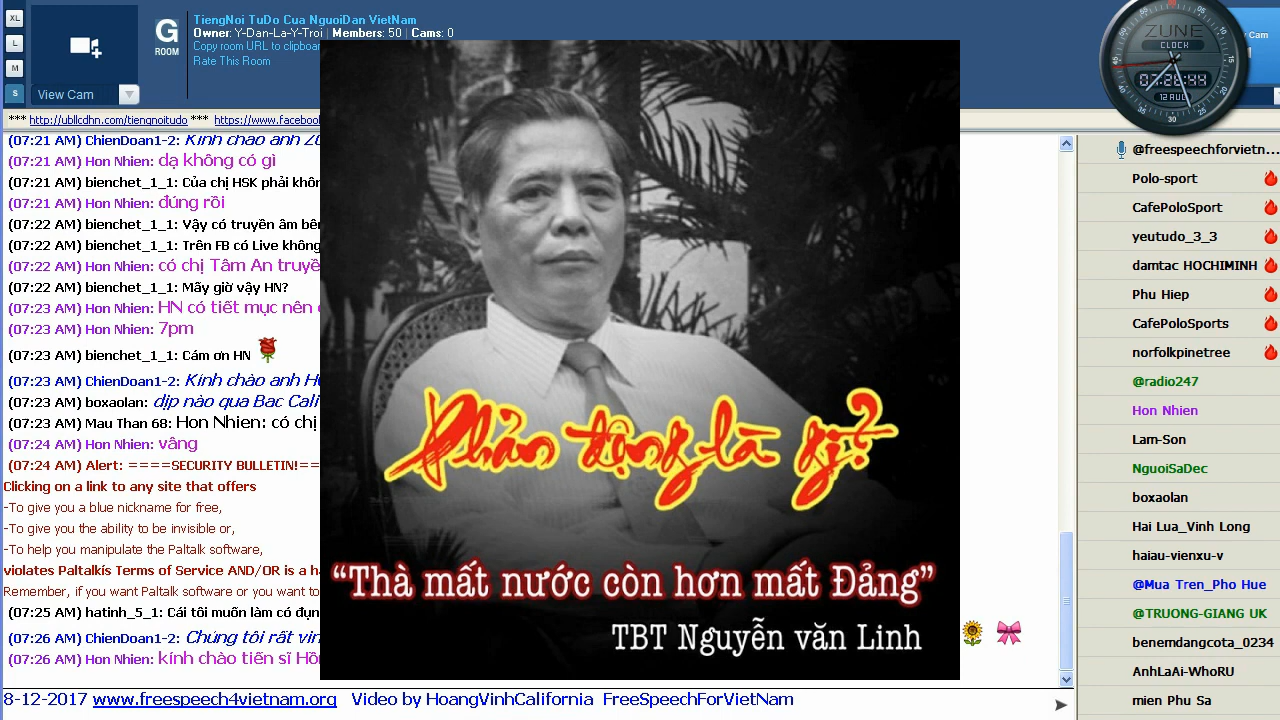 XL
L
M
S
View Cam
G
ROOM
TiengNoi TuDo Cua NguoiDan VietNam
Owner: Y-Dan-La-Y-Troi | Members: 50 | Cams: 0
Copy room URL to clipboard
Rate This Room
ZUNE
CLOCK
07:26:44
12 AUG
Cam
*** http://ubllcdhn.com/tiengnoitudo *** https://www.facebook
(07:21 AM) ChienDoan1-2: Kính chào anh
(07:21 AM) Hon Nhien: dạ không có gì
(07:21 AM) bienchet_1_1: Của chị HSK phải khôn
(07:21 AM) Hon Nhien: đúng rồi
(07:22 AM) bienchet_1_1: Vậy có truyền âm bên
(07:22 AM) bienchet_1_1: Trên FB có Live không
(07:22 AM) Hon Nhien: có chị Tâm An truyề
(07:22 AM) bienchet_1_1: Mấy giờ vậy HN?
(07:23 AM) Hon Nhien: HN có tiết mục nên
(07:23 AM) Hon Nhien: 7pm
(07:23 AM) bienchet_1_1: Cám ơn HN
(07:23 AM) ChienDoan1-2: Kính chào anh
(07:23 AM) boxaolan: dịp nào qua Bac Cali
(07:23 AM) Mau Than 68: Hon Nhien: có chị
(07:24 AM) Hon Nhien: vâng
(07:24 AM) Alert: ====SECURITY BULLETIN!==
Clicking on a link to any site that offers
-To give you a blue nickname for free,
-To give you the ability to be invisible or,
-To help you manipulate the Paltalk software,
violates Paltalkís Terms of Service AND/OR is a ha
Remember, if you want Paltalk software or you want to
(07:25 AM) hatinh_5_1: Cái tôi muốn làm có dụn
(07:26 AM) ChienDoan1-2: Chúng tôi rất vin
(07:26 AM) Hon Nhien: kính chào tiến sĩ Hồ
Phản động là gì?
“Thà mất nước còn hơn mất Đảng”
TBT Nguyễn văn Linh
@freespeechforvietn...
Polo-sport
CafePoloSport
yeutudo_3_3
damtac HOCHIMINH
Phu Hiep
CafePoloSports
norfolkpinetree
@radio247
Hon Nhien
Lam-Son
NguoiSaDec
boxaolan
Hai Lua_Vinh Long
haiau-vienxu-v
@Mua Tren_Pho Hue
@TRUONG-GIANG UK
benemdangcota_0234
AnhLaAi-WhoRU
mien Phu Sa
8-12-2017 www.freespeech4vietnam.org Video by HoangVinhCalifornia FreeSpeechForVietNam